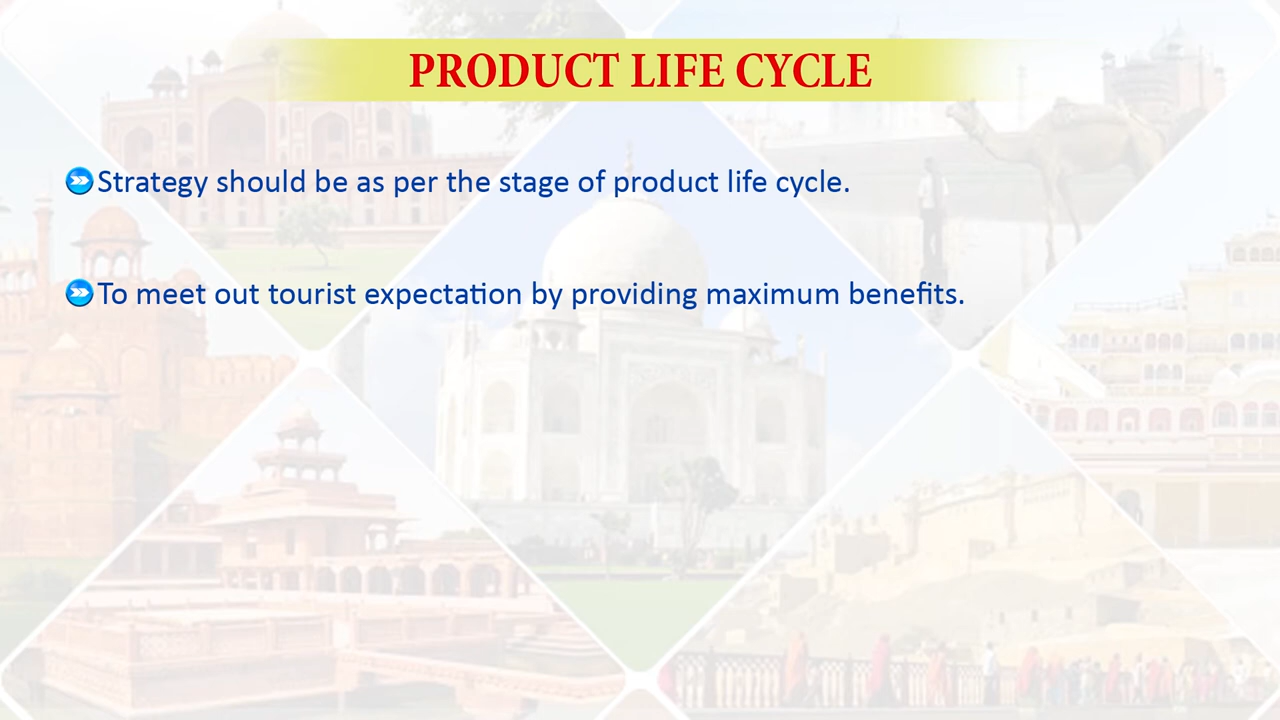 PRODUCT LIFE CYCLE
Strategy should be as per the stage of product life cycle.
To meet out tourist expectation by providing maximum benefits.